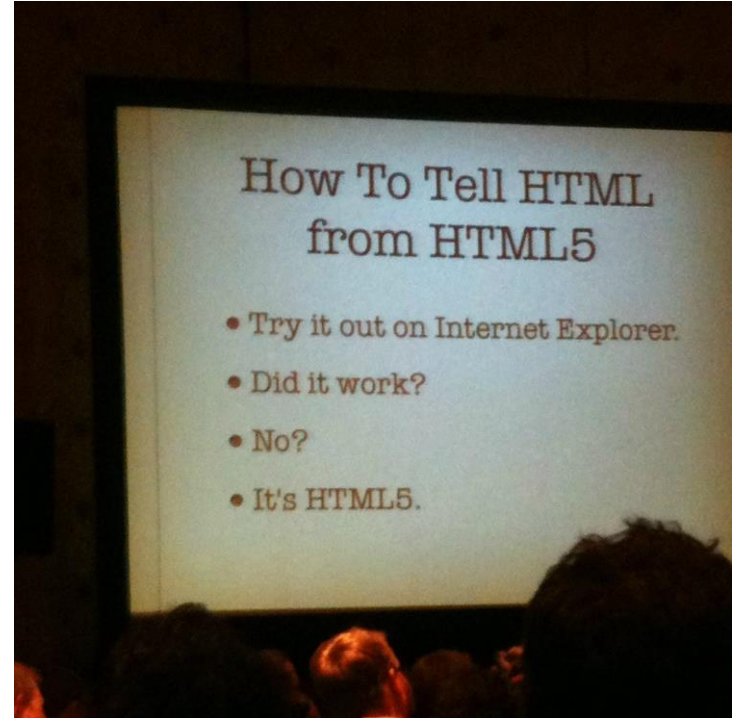 How To Tell HTML
from HTML5
• Try it out on Internet Explorer.
• Did it work?
• No?
• It's HTML5.